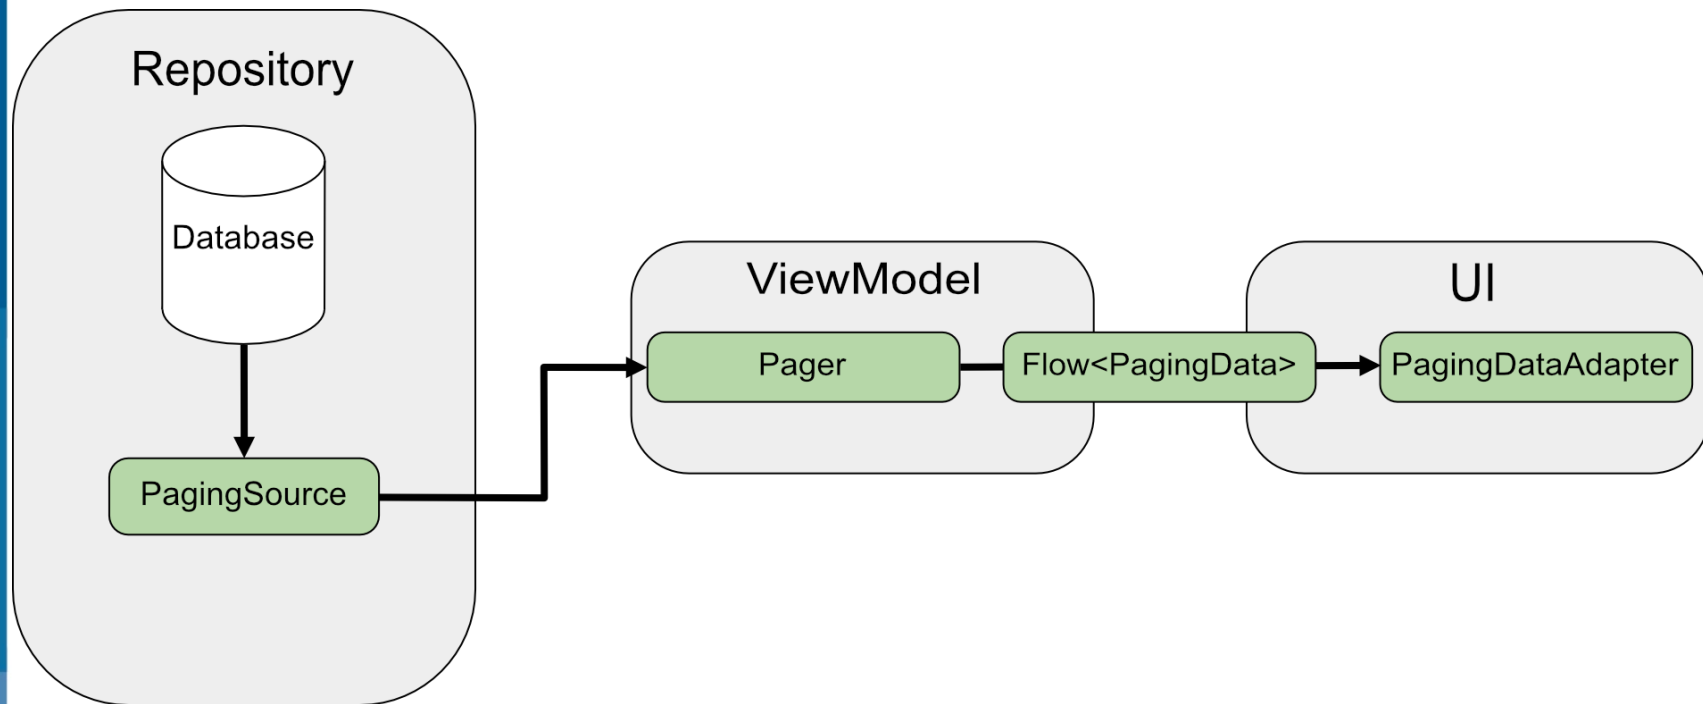 Repository
Database
PagingSource
ViewModel
Pager
Flow<PagingData>
UI
PagingDataAdapter